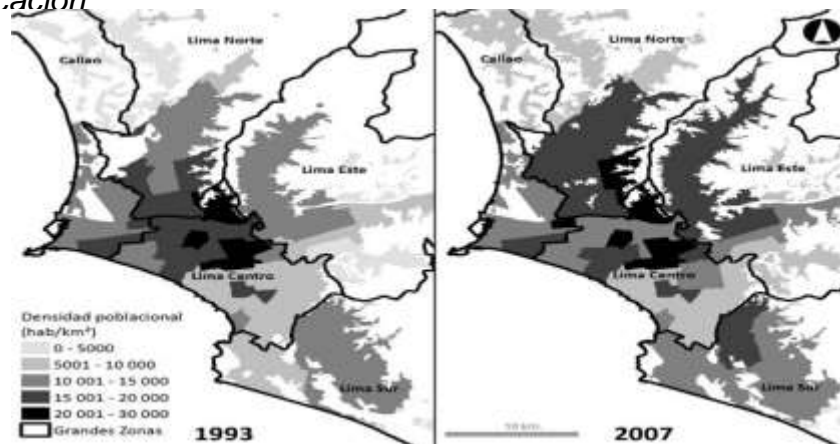 Lima Norte
Callao
Lima Este
Lima Centro
Lima Sur
Densidad poblacional
(hab/km²)
0 - 5000
5001 - 10 000
10 001 - 15 000
15 001 - 20 000
20 001 - 30 000
Grandes Zonas
1993
Lima Norte
Callao
Lima Este
Lima Centro
Lima Sur
10 km.
2007